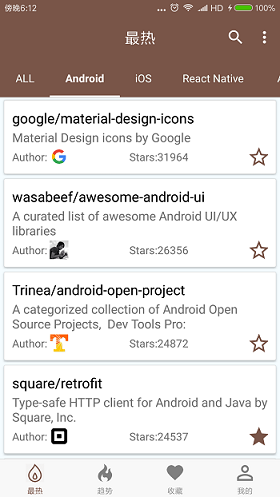 傍晚6:12
HD
100%
最热
ALL Android iOS React Native
google/material-design-icons
Material Design icons by Google
Author: Stars:31964
wasabeef/awesome-android-ui
A curated list of awesome Android UI/UX
libraries
Author: Stars:26356
Trinea/android-open-project
A categorized collection of Android Open
Source Projects, Dev Tools Pro:
Author: Stars:24872
square/retrofit
Type-safe HTTP client for Android and Java by
Square, Inc.
Author: Stars:24537
最热 趋势 收藏 我的